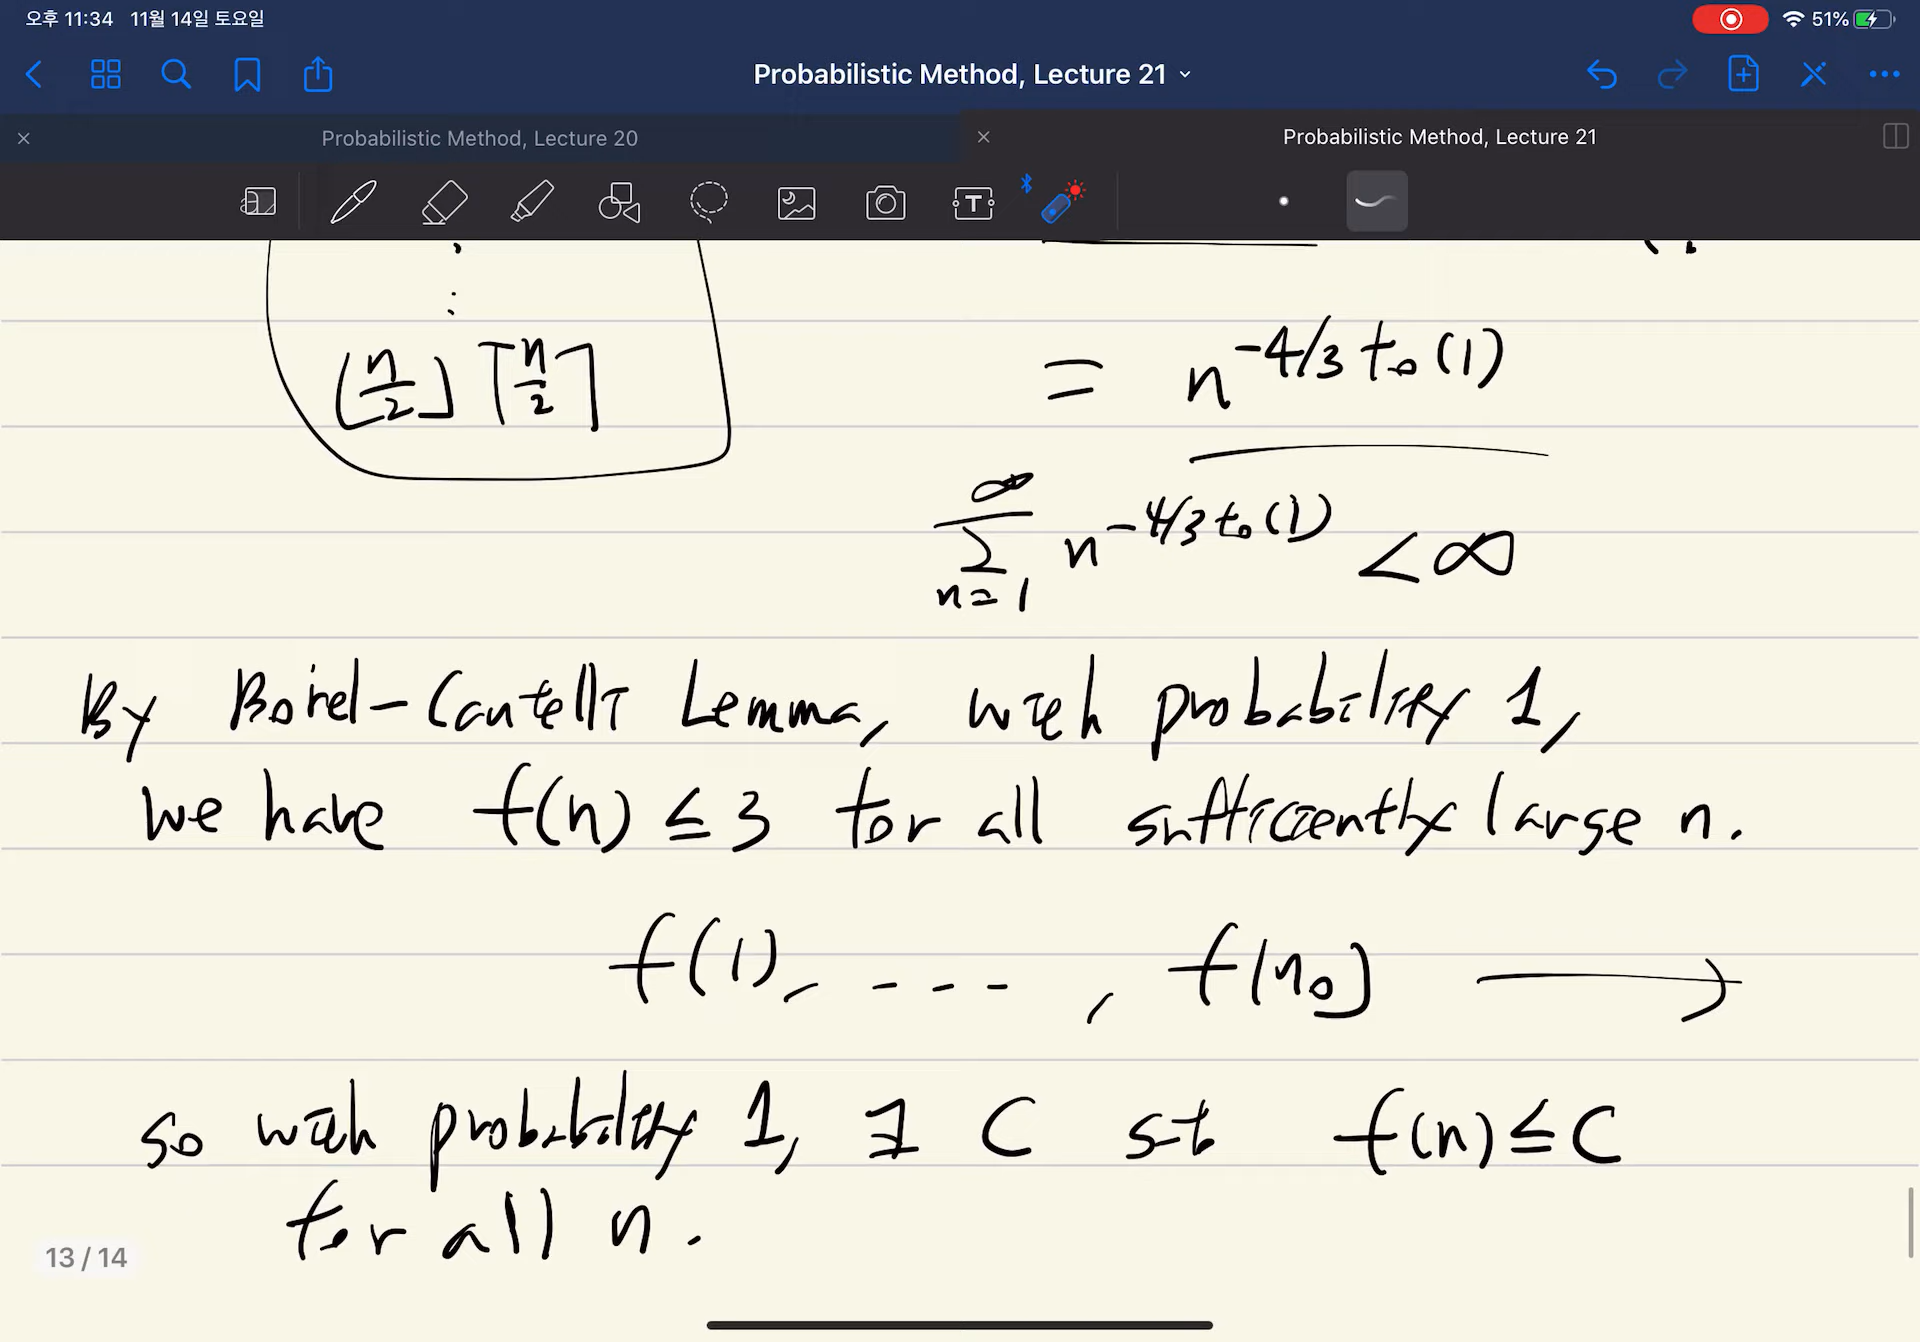 오후 11:34 11월 14일 토요일
51%
Probabilistic Method, Lecture 21
Probabilistic Method, Lecture 20
Probabilistic Method, Lecture 21
⌊n/2⌋ ⌈n/2⌉
= n^{-4/3+o(1)}
∑_{n=1}^{∞} n^{-4/3+o(1)} < ∞
By Borel-Cantelli Lemma, with probability 1,
we have f(n) ≤ 3 for all sufficiently large n.
f(1), ----, f(n₀) →
so with probability 1, ∃ C s.t. f(n) ≤ C
for all n.
13 / 14